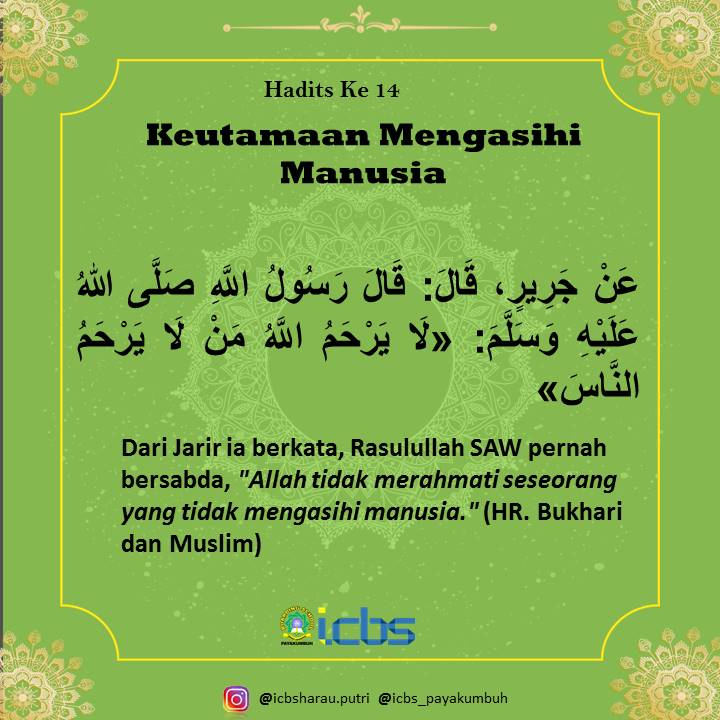 Hadits Ke 14
Keutamaan Mengasihi
Manusia
عَنْ جَرِيرٍ، قَالَ: قَالَ رَسُولُ اللَّهِ صَلَّى اللهُ
عَلَيْهِ وَسَلَّمَ: «لَا يَرْحَمُ اللَّهُ مَنْ لَا يَرْحَمُ
النَّاسَ»
Dari Jarir ia berkata, Rasulullah SAW pernah
bersabda, "Allah tidak merahmati seseorang
yang tidak mengasihi manusia." (HR. Bukhari
dan Muslim)
PAYAKUMBUH
icbs
@icbsharau.putri @icbs_payakumbuh